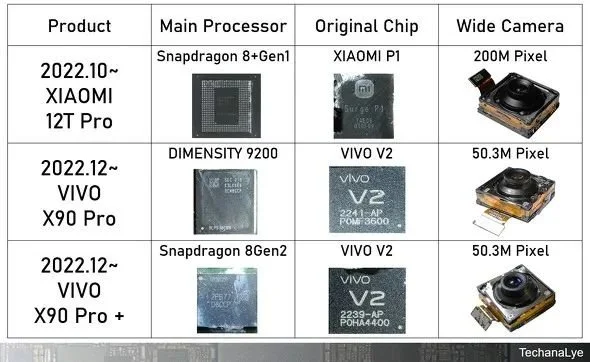 Product Main Processor Original Chip Wide Camera
Snapdragon 8+Gen1 XIAOMI P1 200M Pixel
2022.10~
XIAOMI
12T Pro
mi
Surge P1
DIMENSITY 9200 VIVO V2 50.3M Pixel
2022.12~
VIVO
X90 Pro
vivo
V2
2241-AP
POMF3600
Snapdragon 8Gen2 VIVO V2 50.3M Pixel
2022.12~
VIVO
X90 Pro +
vivo
V2
2239-AP
POHA4400
TechanaLye